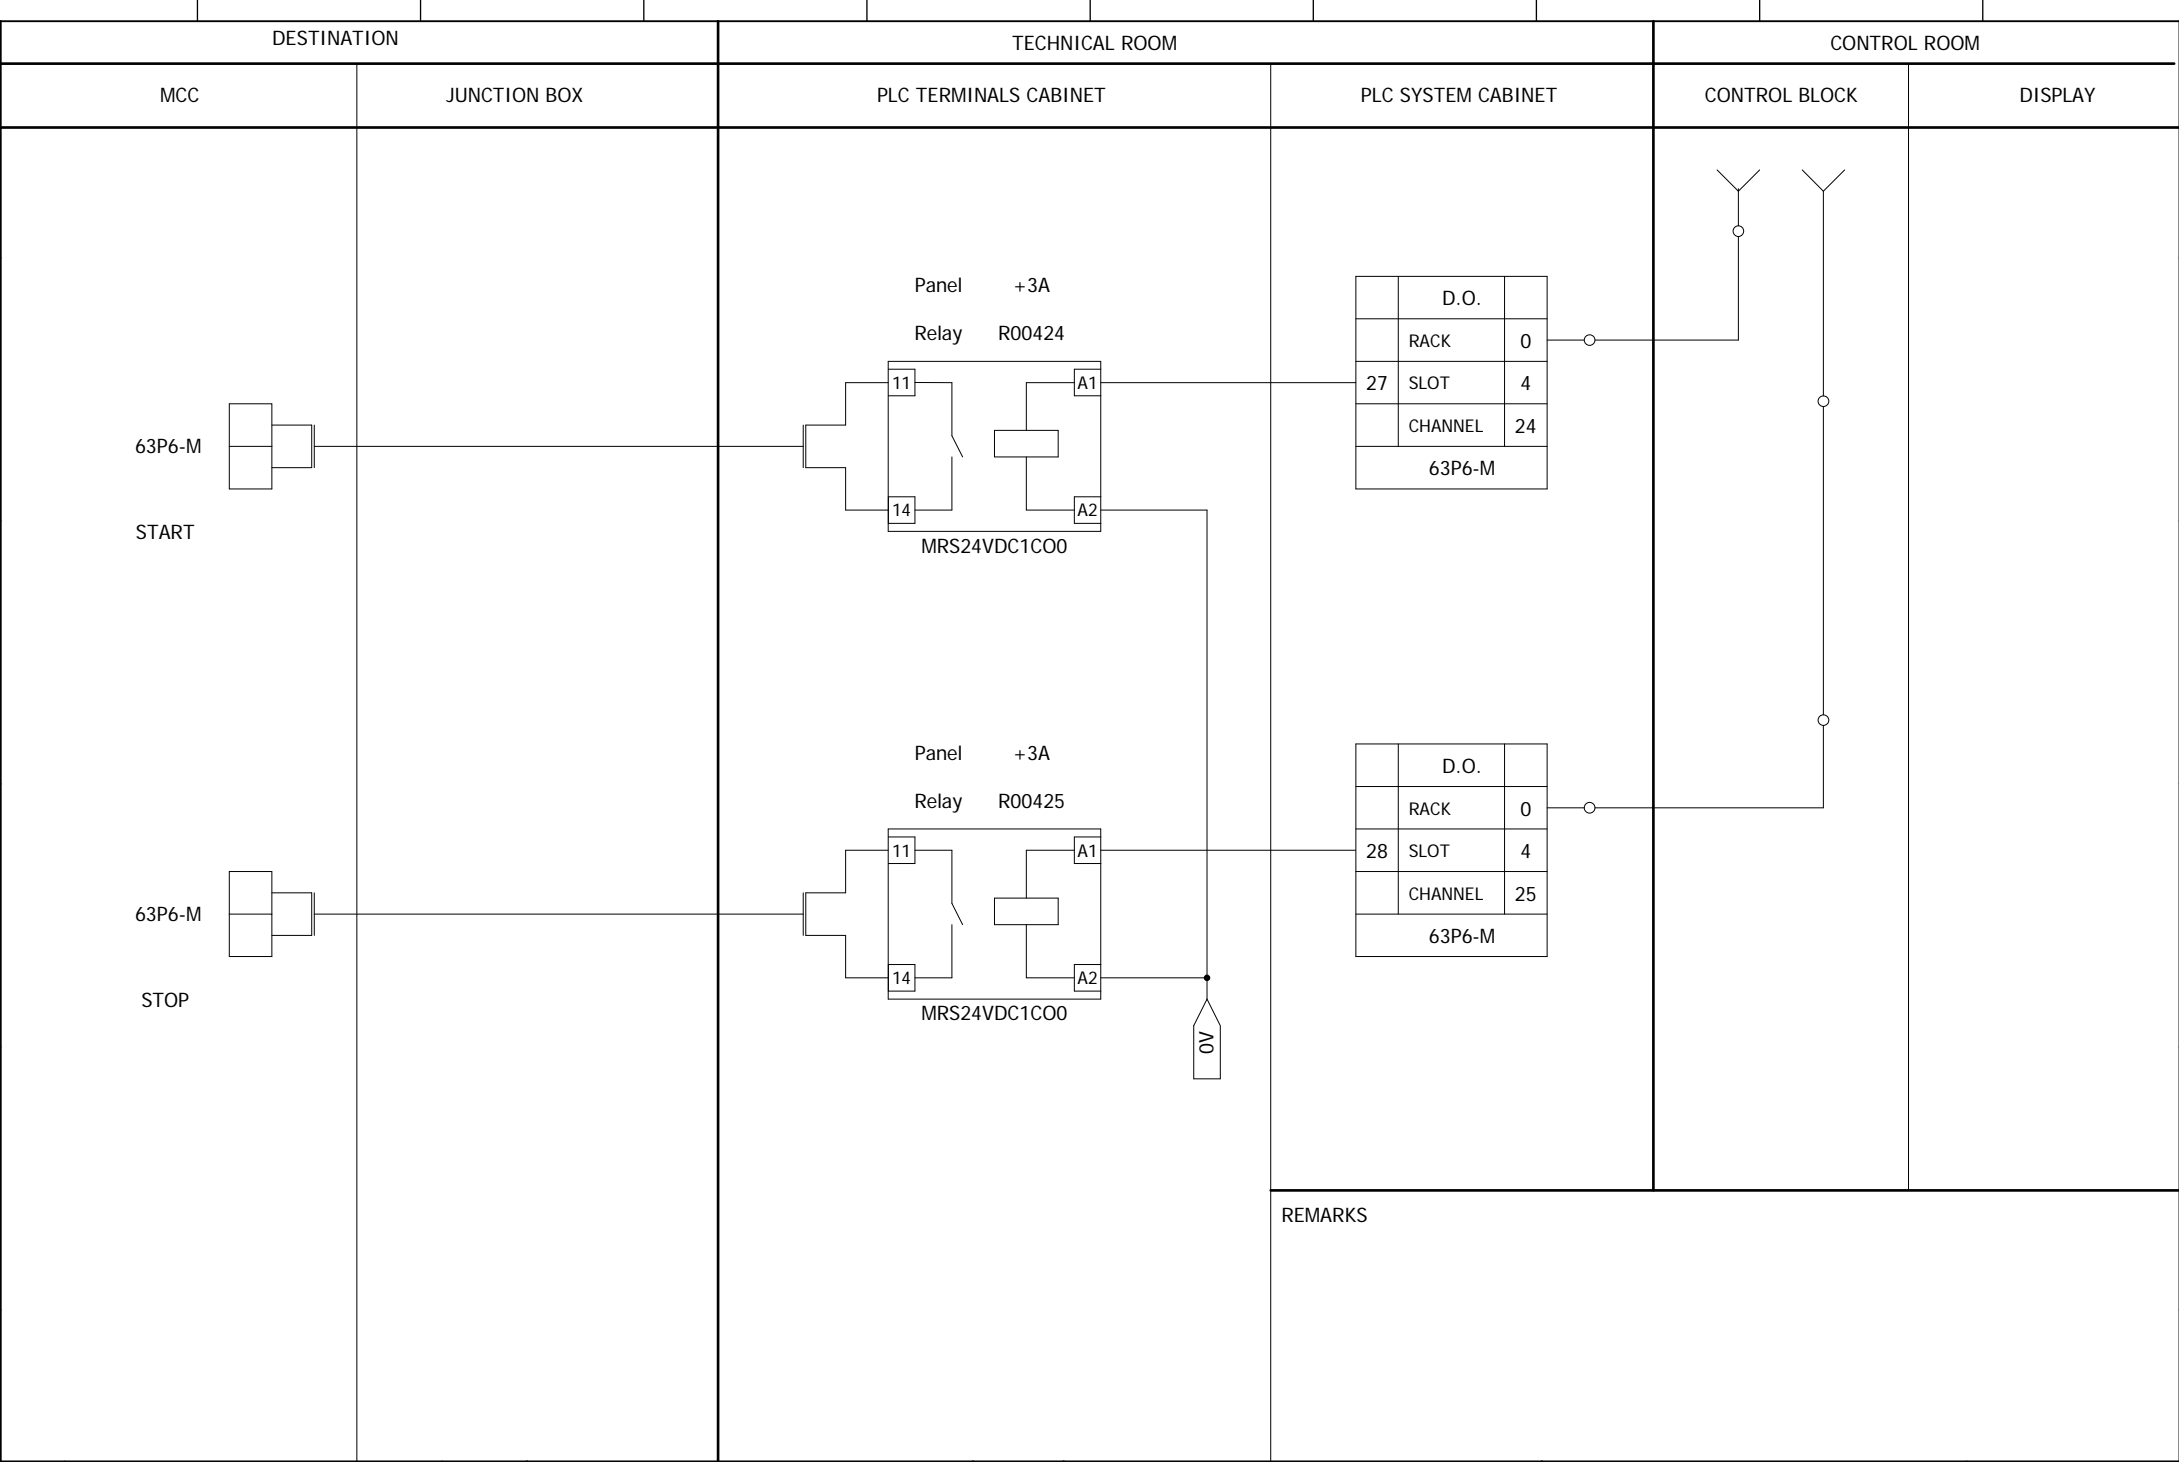 DESTINATION TECHNICAL ROOM CONTROL ROOM
MCC JUNCTION BOX PLC TERMINALS CABINET PLC SYSTEM CABINET CONTROL BLOCK DISPLAY
Panel +3A
Relay R00424
D.O.
RACK 0
11 A1 27 SLOT 4
CHANNEL 24
63P6-M
63P6-M
14 A2
START
MRS24VDC1CO0
Panel +3A
Relay R00425
D.O.
RACK 0
11 A1 28 SLOT 4
CHANNEL 25
63P6-M
63P6-M
14 A2
STOP
MRS24VDC1CO0
0V
REMARKS